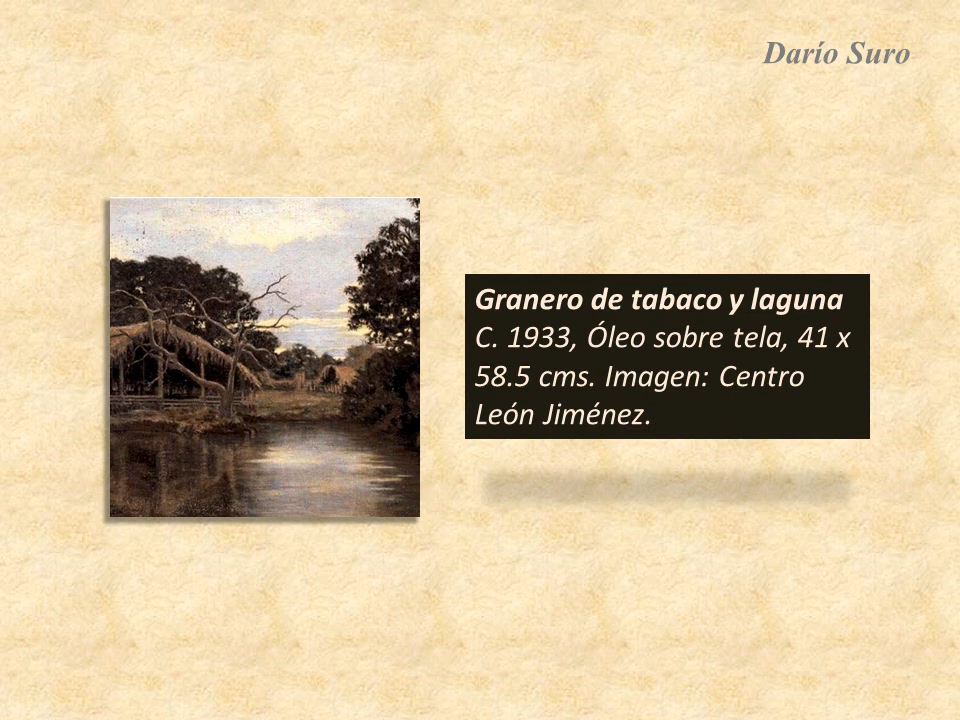 Darío Suro
Granero de tabaco y laguna
C. 1933, Óleo sobre tela, 41 x
58.5 cms. Imagen: Centro
León Jiménez.